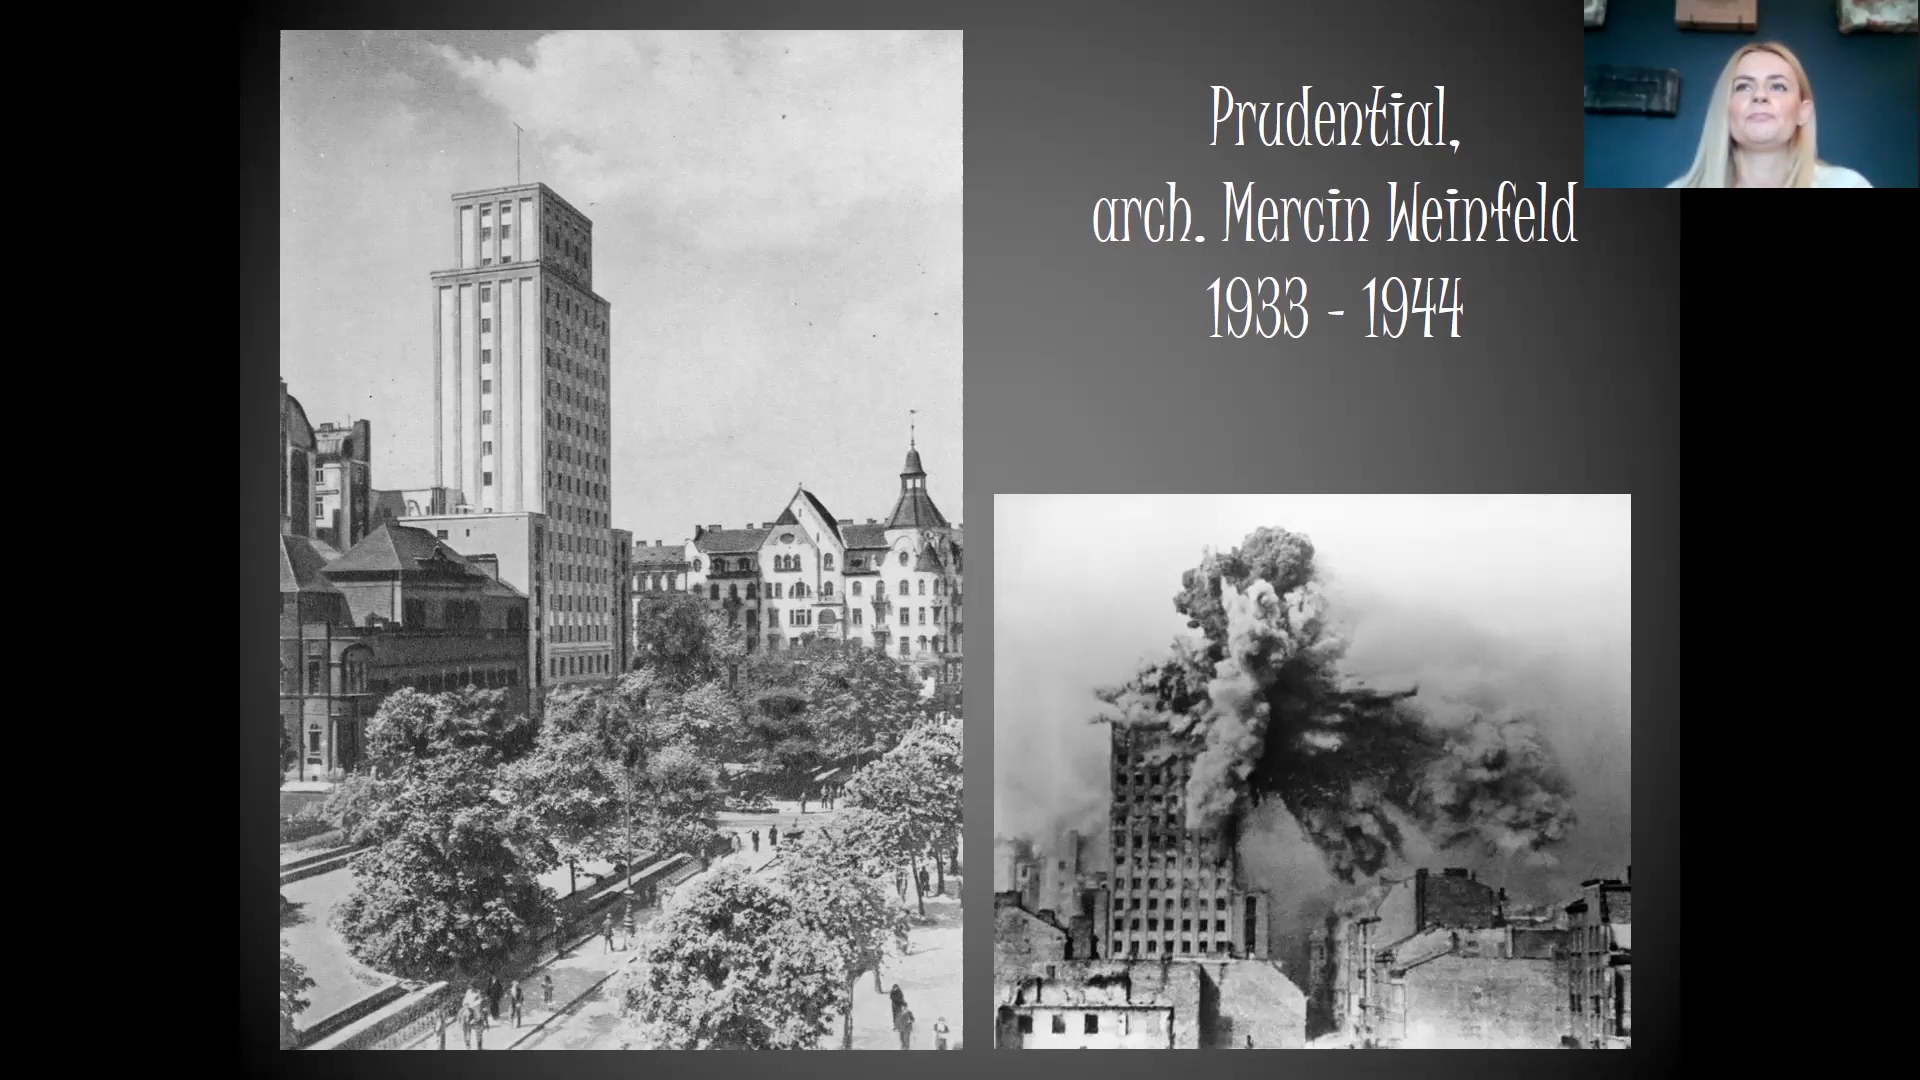 Prudential,
arch. Mercin Weinfeld
1933 - 1944